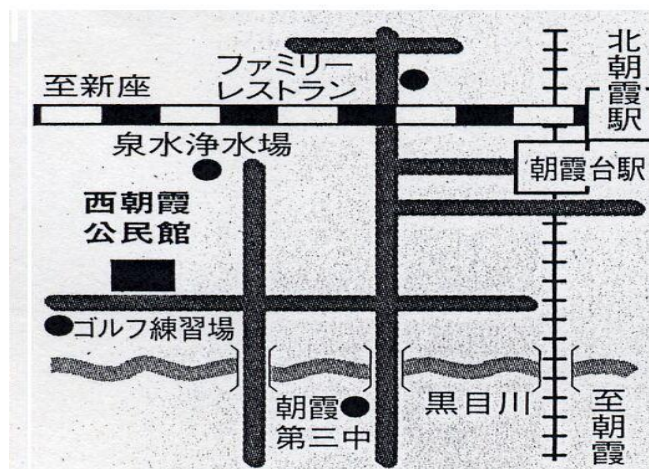 北朝霞駅
ファミリー
レストラン
至新座
泉水浄水場
朝霞台駅
西朝霞
公民館
ゴルフ練習場
朝霞
第三中
黒目川
至朝霞